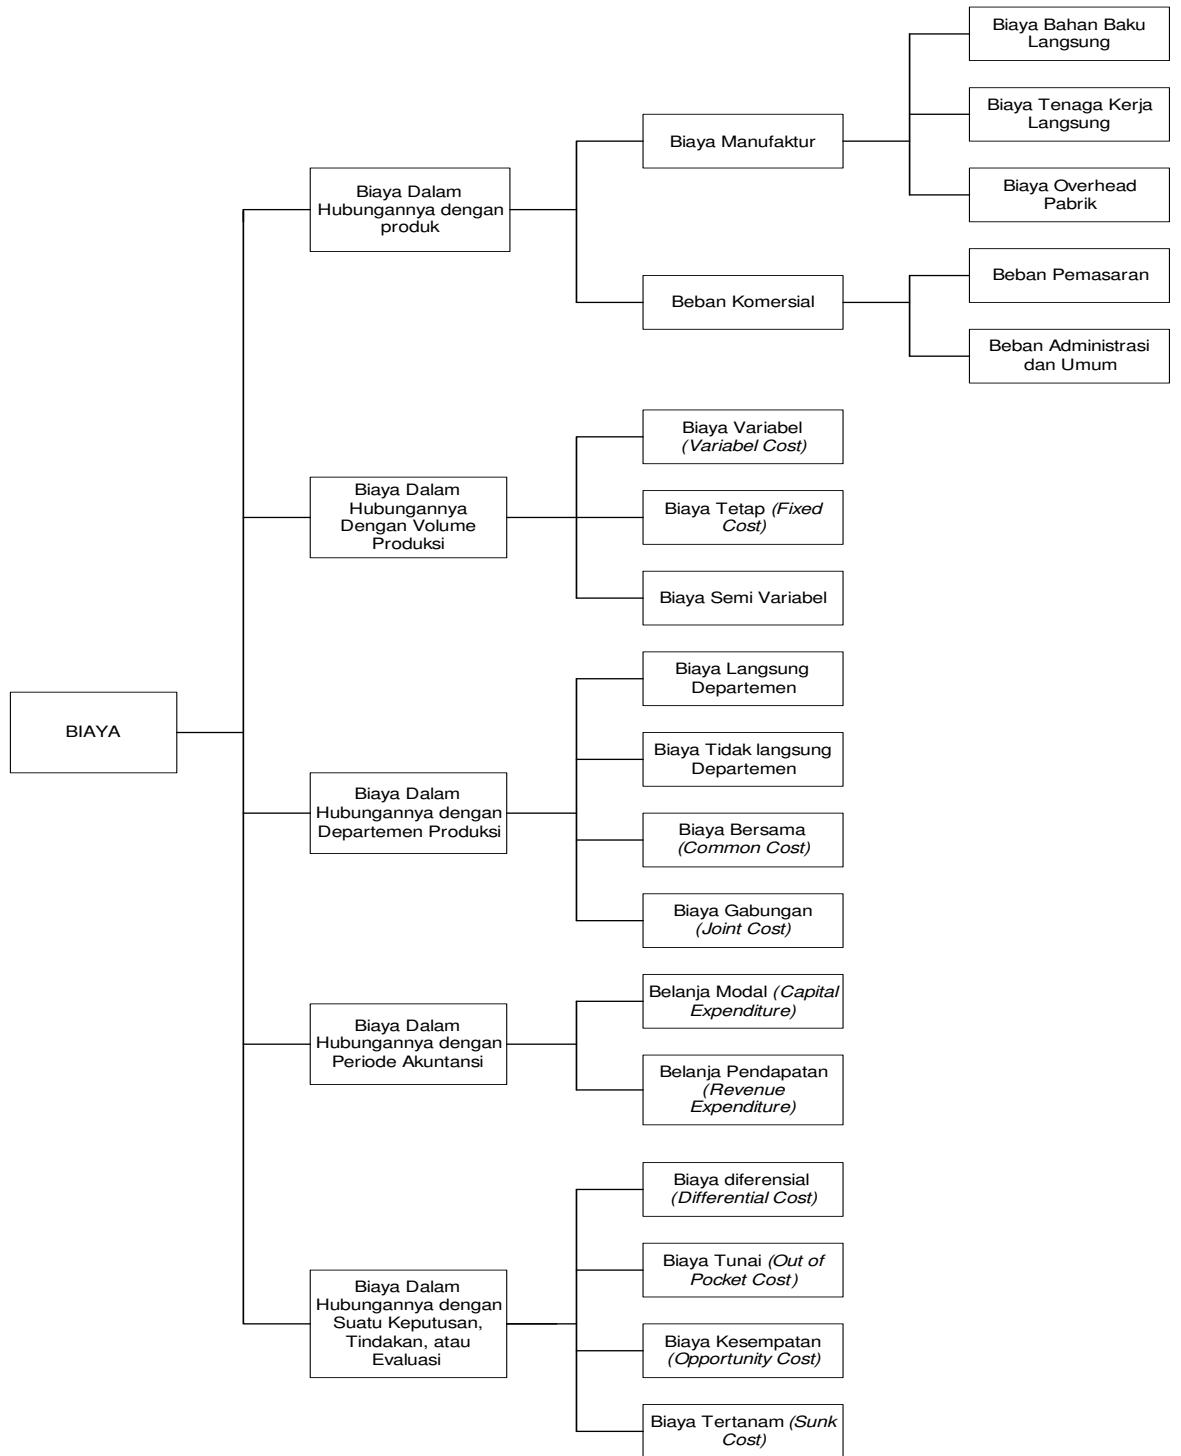 BIAYA
Biaya Dalam
Hubungannya dengan
produk
Biaya Manufaktur
Biaya Bahan Baku
Langsung
Biaya Tenaga Kerja
Langsung
Biaya Overhead
Pabrik
Beban Komersial
Beban Pemasaran
Beban Administrasi
dan Umum
Biaya Dalam
Hubungannya
Dengan Volume
Produksi
Biaya Variabel
(Variabel Cost)
Biaya Tetap (Fixed
Cost)
Biaya Semi Variabel
Biaya Dalam
Hubungannya dengan
Departemen Produksi
Biaya Langsung
Departemen
Biaya Tidak langsung
Departemen
Biaya Bersama
(Common Cost)
Biaya Gabungan
(Joint Cost)
Biaya Dalam
Hubungannya dengan
Periode Akuntansi
Belanja Modal (Capital
Expenditure)
Belanja Pendapatan
(Revenue
Expenditure)
Biaya Dalam
Hubungannya dengan
Suatu Keputusan,
Tindakan, atau
Evaluasi
Biaya diferensial
(Differential Cost)
Biaya Tunai (Out of
Pocket Cost)
Biaya Kesempatan
(Opportunity Cost)
Biaya Tertanam (Sunk
Cost)